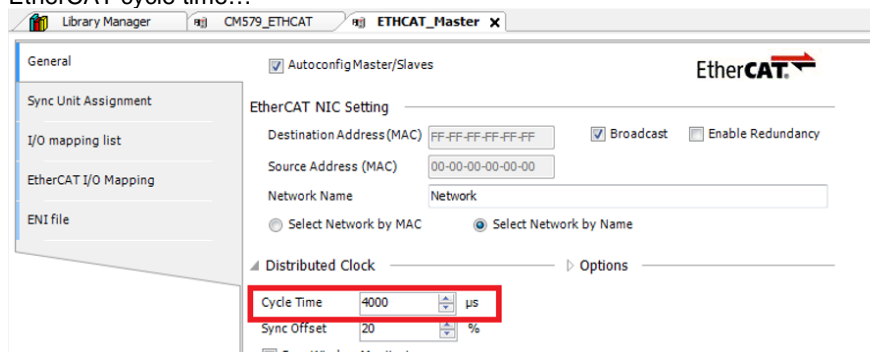 EtherCAT cycle time...
Library Manager CM579_ETHCAT ETHCAT_Master x
General
Autoconfig Master/Slaves
EtherCAT.
Sync Unit Assignment
EtherCAT NIC Setting
I/O mapping list
Destination Address (MAC) FF-FF-FF-FF-FF-FF Broadcast Enable Redundancy
Source Address (MAC) 00-00-00-00-00-00
EtherCAT I/O Mapping
Network Name Network
ENI file
Select Network by MAC Select Network by Name
Distributed Clock Options
Cycle Time 4000 µs
Sync Offset 20 %